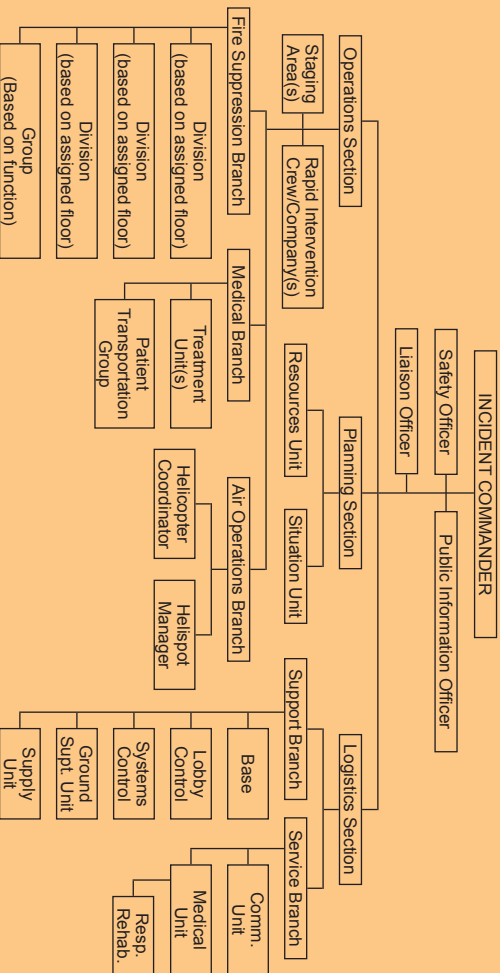 INCIDENT COMMANDER
Safety Officer
Public Information Officer
Liaison Officer
Operations Section
Planning Section
Logistics Section
Staging
Area(s)
Rapid Intervention
Crew/Company(s)
Resources Unit
Situation Unit
Support Branch
Service Branch
Fire Suppression Branch
Medical Branch
Air Operations Branch
Division
(based on assigned floor)
Division
(based on assigned floor)
Division
(based on assigned floor)
Group
(Based on function)
Treatment
Unit(s)
Patient
Transportation
Group
Helicopter
Coordinator
Helispot
Manager
Base
Lobby
Control
Systems
Control
Ground
Supt. Unit
Supply
Unit
Comm.
Unit
Medical
Unit
Resp.
Rehab.